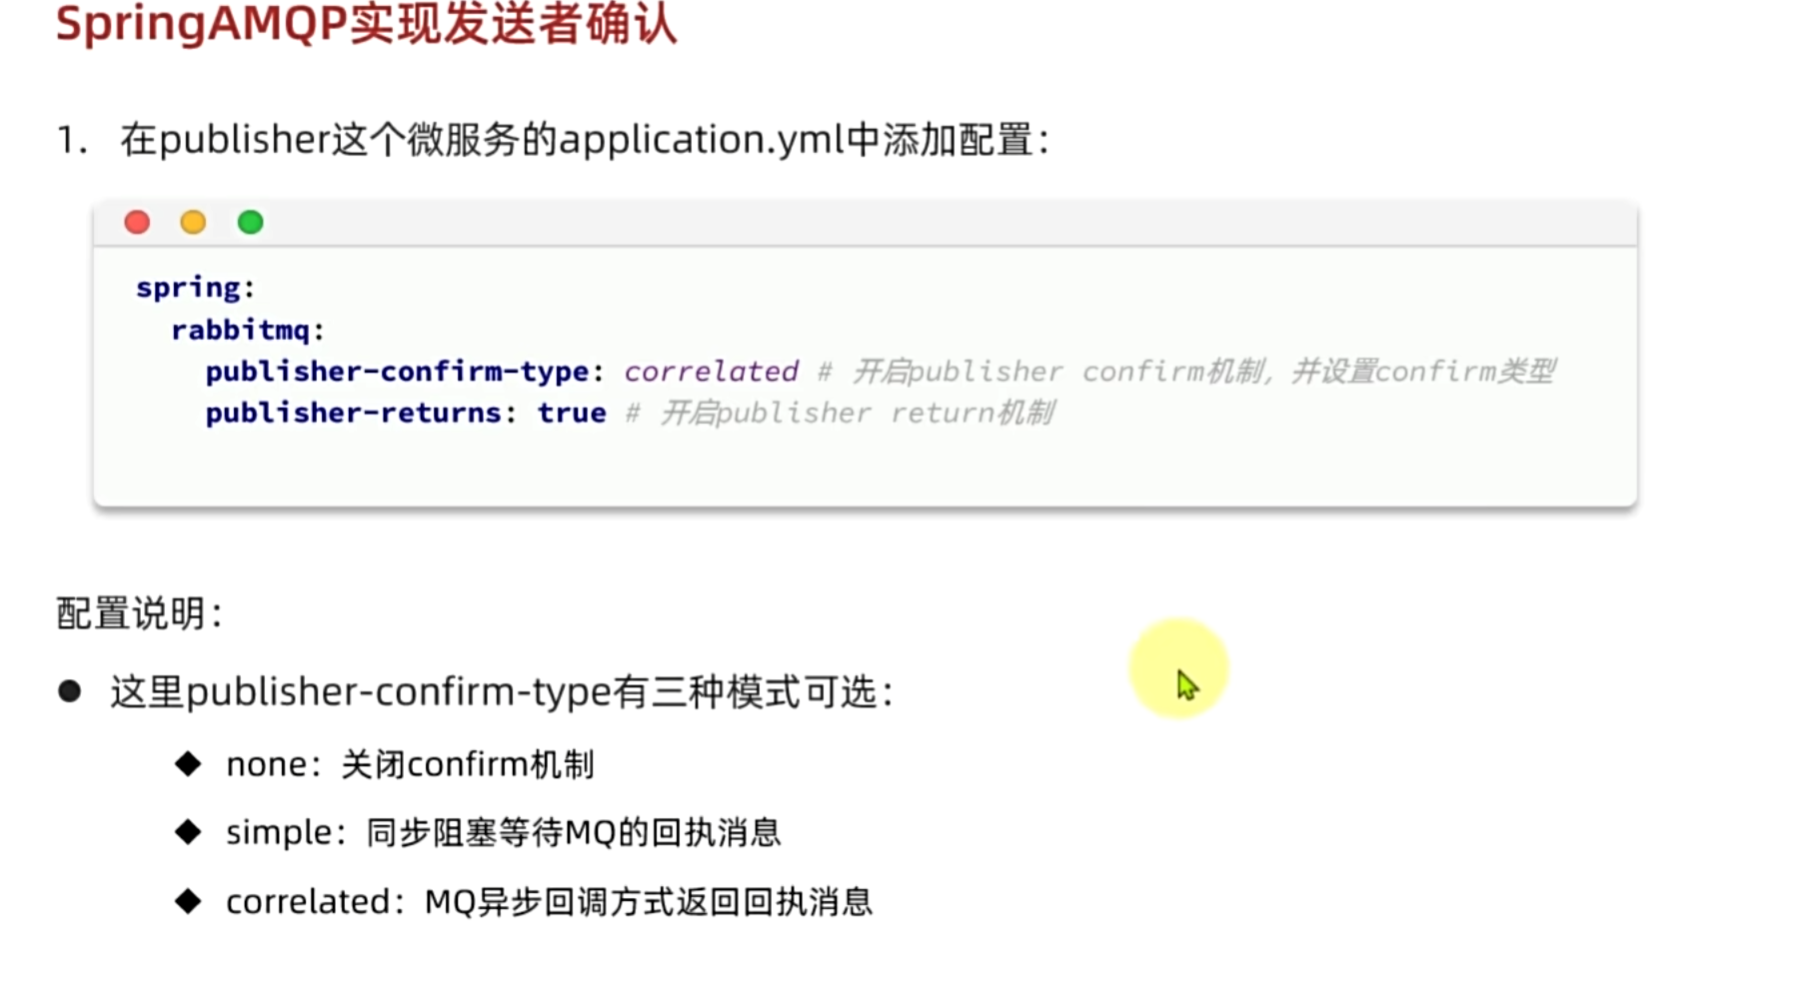 SpringAMQP实现发送者确认
1. 在publisher这个微服务的application.yml中添加配置：
spring:
rabbitmq:
publisher-confirm-type: correlated # 开启publisher confirm机制，并设置confirm类型
publisher-returns: true # 开启publisher return机制
配置说明：
● 这里publisher-confirm-type有三种模式可选：
◆ none：关闭confirm机制
◆ simple：同步阻塞等待MQ的回执消息
◆ correlated：MQ异步回调方式返回回执消息